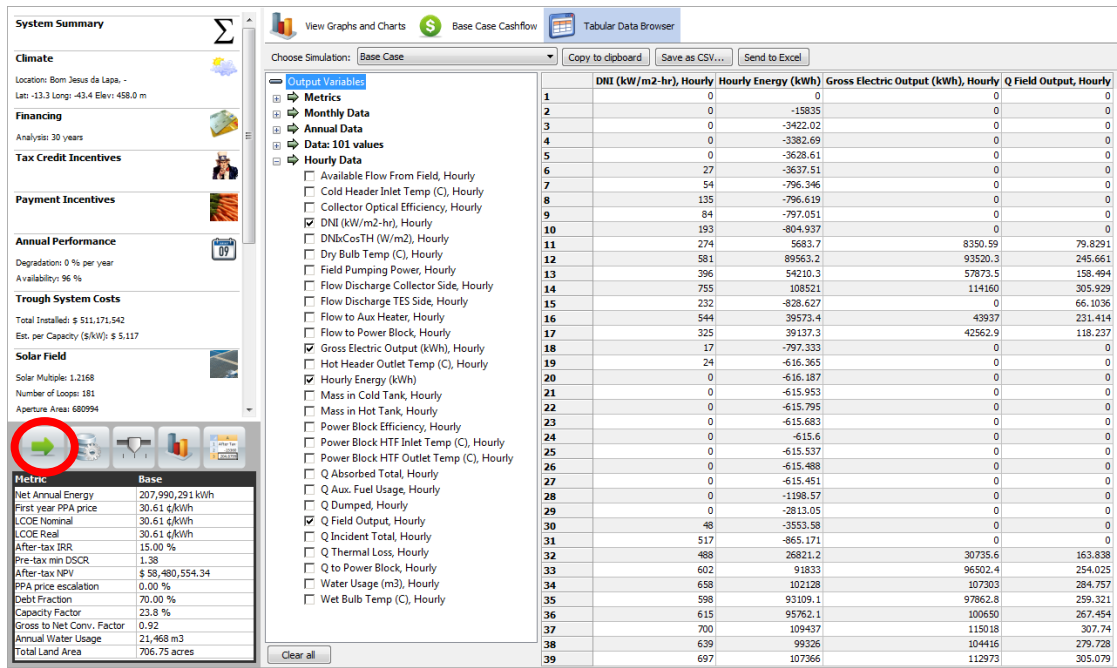 System Summary
Σ
Climate
Location: Bom Jesus da Lapa, -
Lat: -13.3 Long: -43.4 Elev: 458.0 m
Financing
Analysis: 30 years
Tax Credit Incentives
Payment Incentives
Annual Performance
09
Degradation: 0 % per year
Availability: 96 %
Trough System Costs
Total Installed: $ 511,171,542
Est. per Capacity ($/kW): $ 5,117
Solar Field
Solar Multiple: 1.2168
Number of Loops: 181
Aperture Area: 680994
Metric Base
Net Annual Energy 207,990,291 kWh
First year PPA price 30.61 ¢/kWh
LCOE Nominal 30.61 ¢/kWh
LCOE Real 30.61 ¢/kWh
After-tax IRR 15.00 %
Pre-tax min DSCR 1.38
After-tax NPV $ 58,480,554.34
PPA price escalation 0.00 %
Debt Fraction 70.00 %
Capacity Factor 23.8 %
Gross to Net Conv. Factor 0.92
Annual Water Usage 21,468 m3
Total Land Area 706.75 acres
View Graphs and Charts
$ Base Case Cashflow
Tabular Data Browser
Choose Simulation: Base Case
Copy to clipboard
Save as CSV...
Send to Excel
Output Variables
Metrics
Monthly Data
Annual Data
Data: 101 values
Hourly Data
Available Flow From Field, Hourly
Cold Header Inlet Temp (C), Hourly
Collector Optical Efficiency, Hourly
DNI (kW/m2-hr), Hourly
DNIxCosTH (W/m2), Hourly
Dry Bulb Temp (C), Hourly
Field Pumping Power, Hourly
Flow Discharge Collector Side, Hourly
Flow Discharge TES Side, Hourly
Flow to Aux Heater, Hourly
Flow to Power Block, Hourly
Gross Electric Output (kWh), Hourly
Hot Header Outlet Temp (C), Hourly
Hourly Energy (kWh)
Mass in Cold Tank, Hourly
Mass in Hot Tank, Hourly
Power Block Efficiency, Hourly
Power Block HTF Inlet Temp (C), Hourly
Power Block HTF Outlet Temp (C), Hourly
Q Absorbed Total, Hourly
Q Aux. Fuel Usage, Hourly
Q Dumped, Hourly
Q Field Output, Hourly
Q Incident Total, Hourly
Q Thermal Loss, Hourly
Q to Power Block, Hourly
Water Usage (m3), Hourly
Wet Bulb Temp (C), Hourly
Clear all
DNI (kW/m2-hr), Hourly Hourly Energy (kWh) Gross Electric Output (kWh), Hourly Q Field Output, Hourly
1 0 0 0 0
2 0 -15835 0 0
3 0 -3422.02 0 0
4 0 -3382.69 0 0
5 0 -3628.61 0 0
6 27 -3637.51 0 0
7 54 -796.346 0 0
8 135 -796.619 0 0
9 84 -797.051 0 0
10 193 -804.937 0 0
11 274 5683.7 8350.59 79.8291
12 581 89563.2 93520.3 245.661
13 396 54210.3 57873.5 158.494
14 755 108521 114160 305.929
15 232 -828.627 0 66.1036
16 544 39573.4 43937 231.414
17 325 39137.3 42562.9 118.237
18 17 -797.333 0 0
19 24 -616.365 0 0
20 0 -616.187 0 0
21 0 -615.953 0 0
22 0 -615.795 0 0
23 0 -615.683 0 0
24 0 -615.6 0 0
25 0 -615.537 0 0
26 0 -615.488 0 0
27 0 -615.451 0 0
28 0 -1198.57 0 0
29 0 -2813.05 0 0
30 48 -3553.58 0 0
31 517 -865.171 0 0
32 488 26821.2 30735.6 163.838
33 602 91833 96502.4 254.025
34 658 102128 107303 284.757
35 598 93109.1 97862.8 259.321
36 615 95762.1 100650 267.454
37 700 109437 115018 307.74
38 639 99326 104416 279.728
39 697 107366 112973 305.079